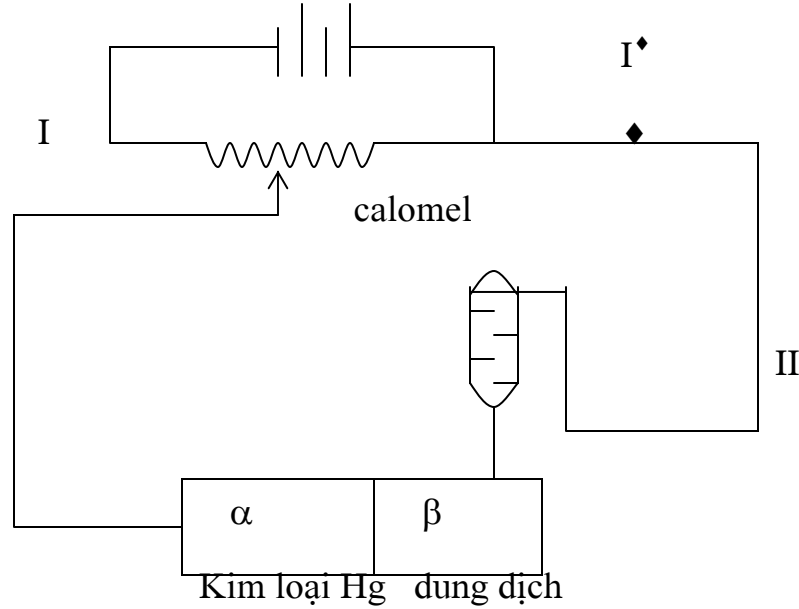 I♦
I
calomel
II
α β
Kim loại Hg dung dịch